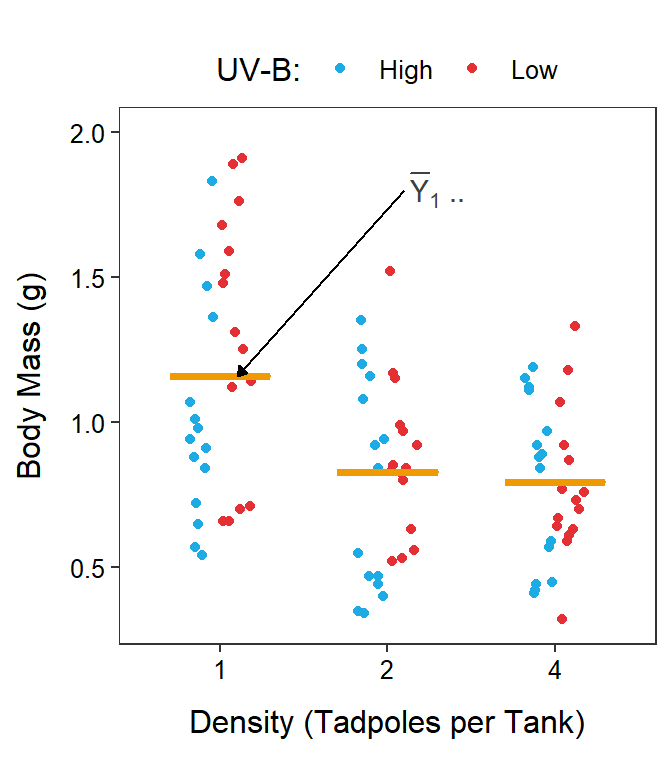 UV-B: High Low
2.0
Y̅₁ ..
1.5
1.0
0.5
Body Mass (g)
1 2 4
Density (Tadpoles per Tank)